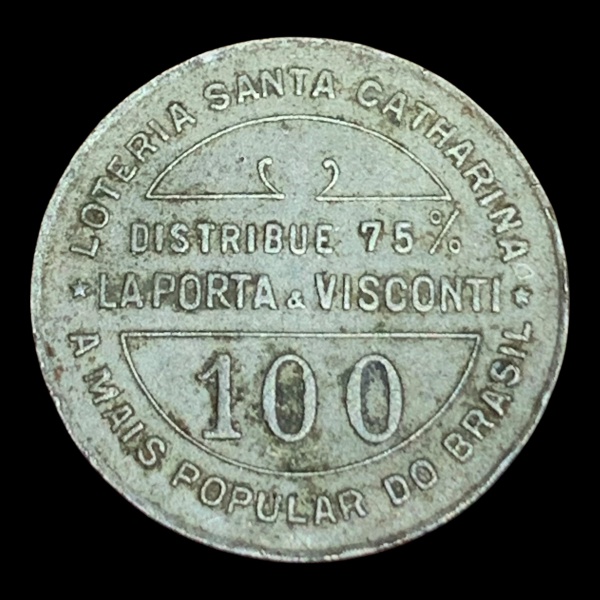 LOTERIA SANTA CATHARINA
DISTRIBUE 75%
LAPORTA & VISCONTI
100
A MAIS POPULAR DO BRASIL